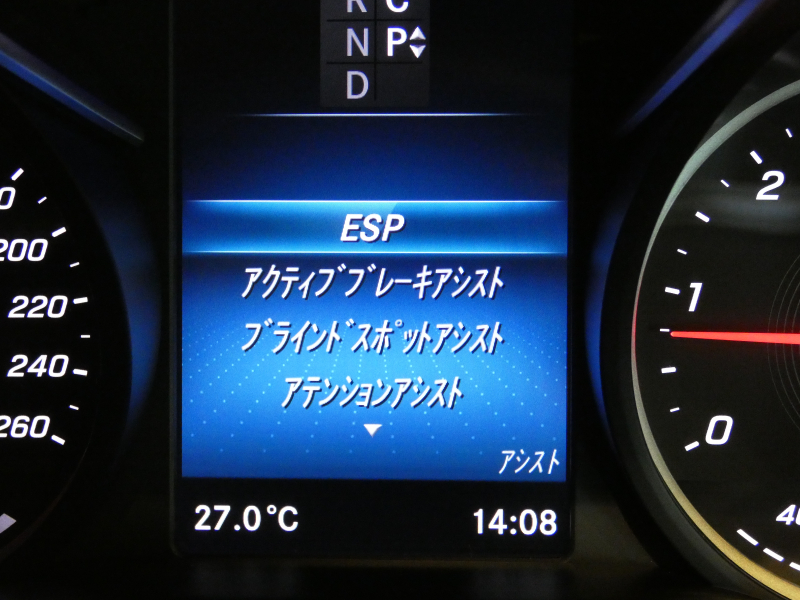 R C
N P
D
ESP
ｱｸﾃｨﾌﾞﾌﾞﾚｰｷｱｼｽﾄ
ﾌﾞﾗｲﾝﾄﾞｽﾎﾟｯﾄｱｼｽﾄ
ｱﾃﾝｼｮﾝｱｼｽﾄ
ｱｼｽﾄ
27.0°C
14:08
200
220
240
260
2
1
0